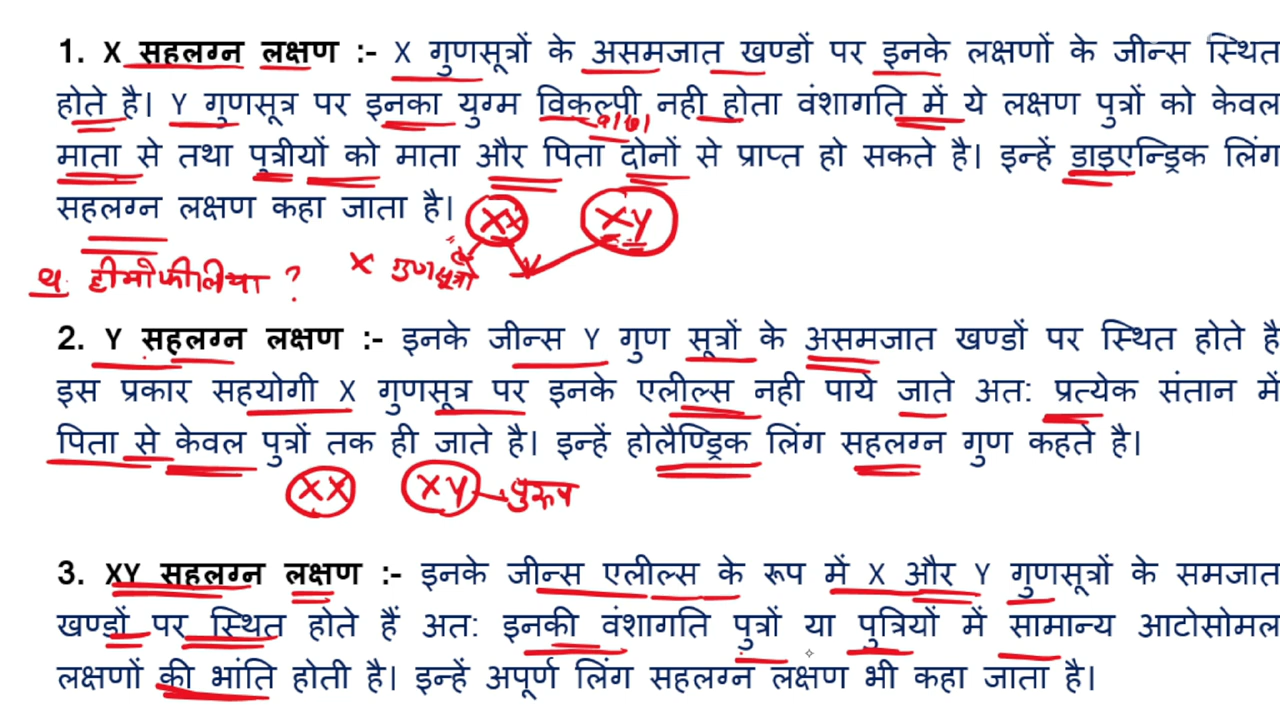 1. X सहलग्न लक्षण :- X गुणसूत्रों के असमजात खण्डों पर इनके लक्षणों के जीन्स स्थित
होते है। Y गुणसूत्र पर इनका युग्म विकल्पी नही होता वंशागति में ये लक्षण पुत्रों को केवल
माता से तथा पुत्रीयों को माता और पिता दोनों से प्राप्त हो सकते है। इन्हें डाइएन्ड्रिक लिंग
सहलग्न लक्षण कहा जाता है।
XX XY
हीमोफीलिया ? X गुणसूत्रो
2. Y सहलग्न लक्षण :- इनके जीन्स Y गुण सूत्रों के असमजात खण्डों पर स्थित होते है
इस प्रकार सहयोगी X गुणसूत्र पर इनके एलील्स नही पाये जाते अत: प्रत्येक संतान में
पिता से केवल पुत्रों तक ही जाते है। इन्हें होलैण्ड्रिक लिंग सहलग्न गुण कहते है।
XX XY पुरूष
3. XY सहलग्न लक्षण :- इनके जीन्स एलील्स के रूप में X और Y गुणसूत्रों के समजात
खण्डों पर स्थित होते हैं अत: इनकी वंशागति पुत्रों या पुत्रियों में सामान्य आटोसोमल
लक्षणों की भांति होती है। इन्हें अपूर्ण लिंग सहलग्न लक्षण भी कहा जाता है।